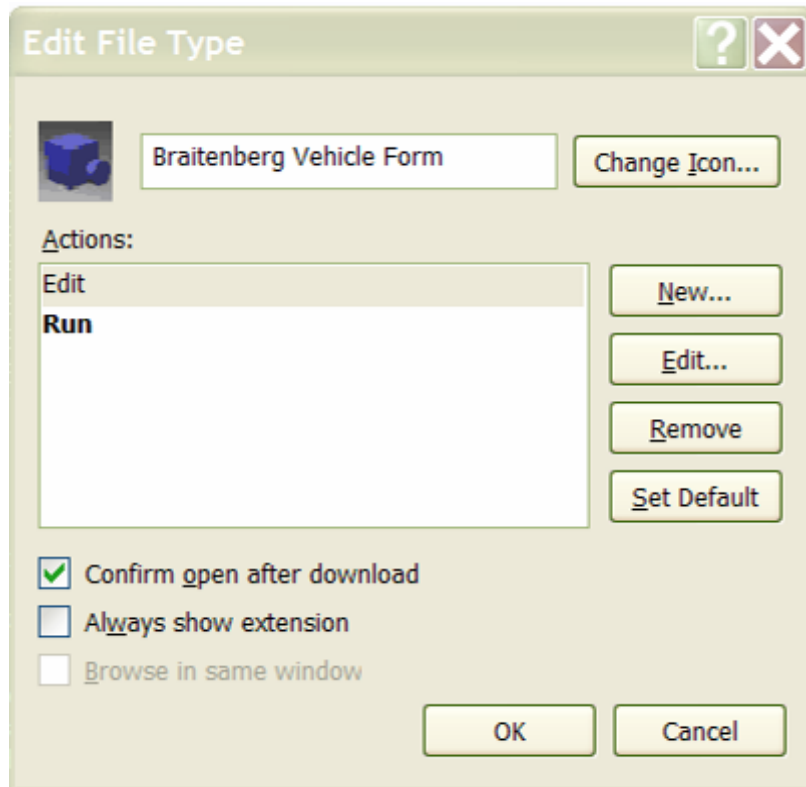 Edit File Type
?
Braitenberg Vehicle Form
Change Icon...
Actions:
Edit
Run
New...
Edit...
Remove
Set Default
Confirm open after download
Always show extension
Browse in same window
OK
Cancel